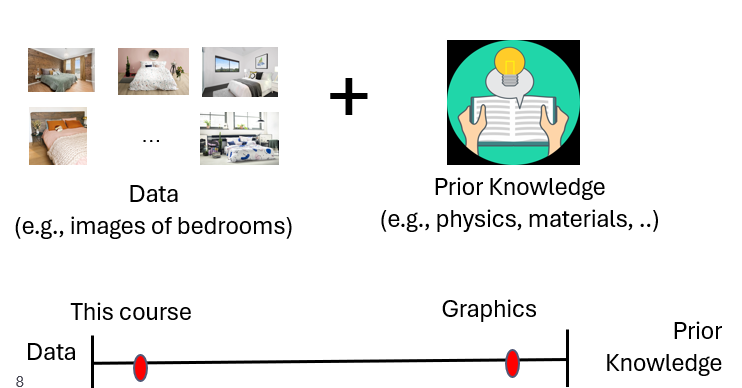 ...
Data
(e.g., images of bedrooms)
+
Prior Knowledge
(e.g., physics, materials, ..)
This course
Graphics
Data
Prior
Knowledge
8